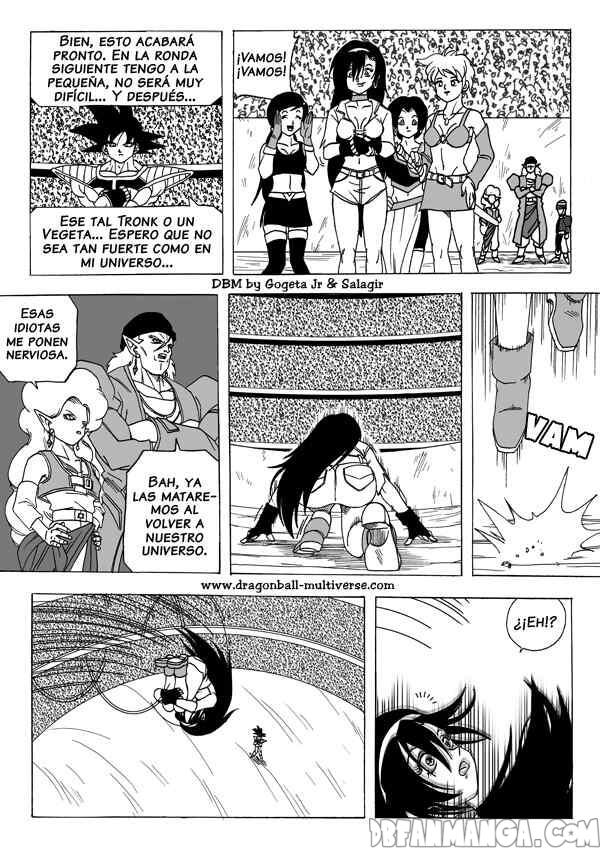 BIEN, ESTO ACABARÁ
PRONTO. EN LA RONDA
SIGUIENTE TENGO A LA
PEQUEÑA, NO SERÁ MUY
DIFÍCIL... Y DESPUÉS...
ESE TAL TRONK O UN
VEGETA... ESPERO QUE
NO SEA TAN FUERTE COMO EN
MI UNIVERSO...
¡VAMOS!
¡VAMOS!
DBM by Gogeta Jr & Salagir
ESAS
IDIOTAS
ME PONEN
NERVIOSA.
BAH, YA
LAS MATARE-
MOS AL
VOLVER A
NUESTRO
UNIVERSO.
VAM
www.dragonball-multiverse.com
¿¡EH!?
DBFANMANGA.COM